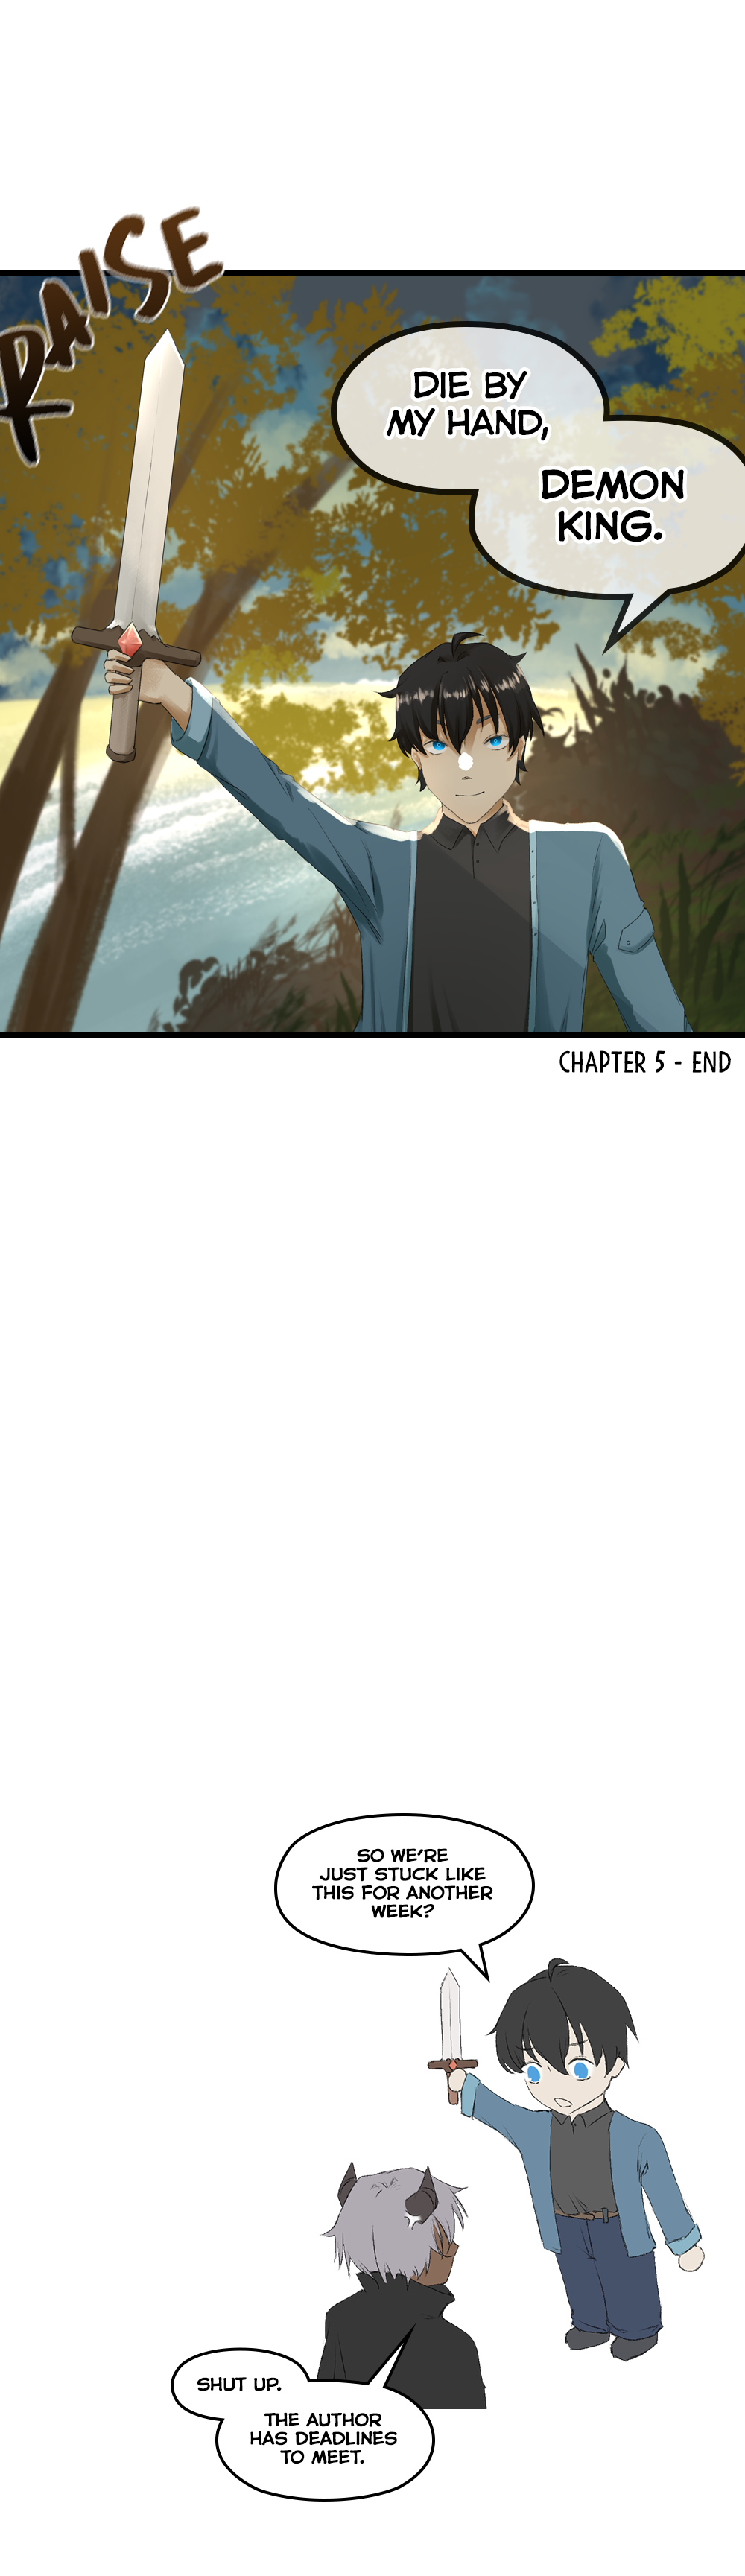 RAISE
DIE BY
MY HAND,
DEMON
KING.
CHAPTER 5 - END
SO WE'RE
JUST STUCK LIKE
THIS FOR ANOTHER
WEEK?
SHUT UP.
THE AUTHOR
HAS DEADLINES
TO MEET.